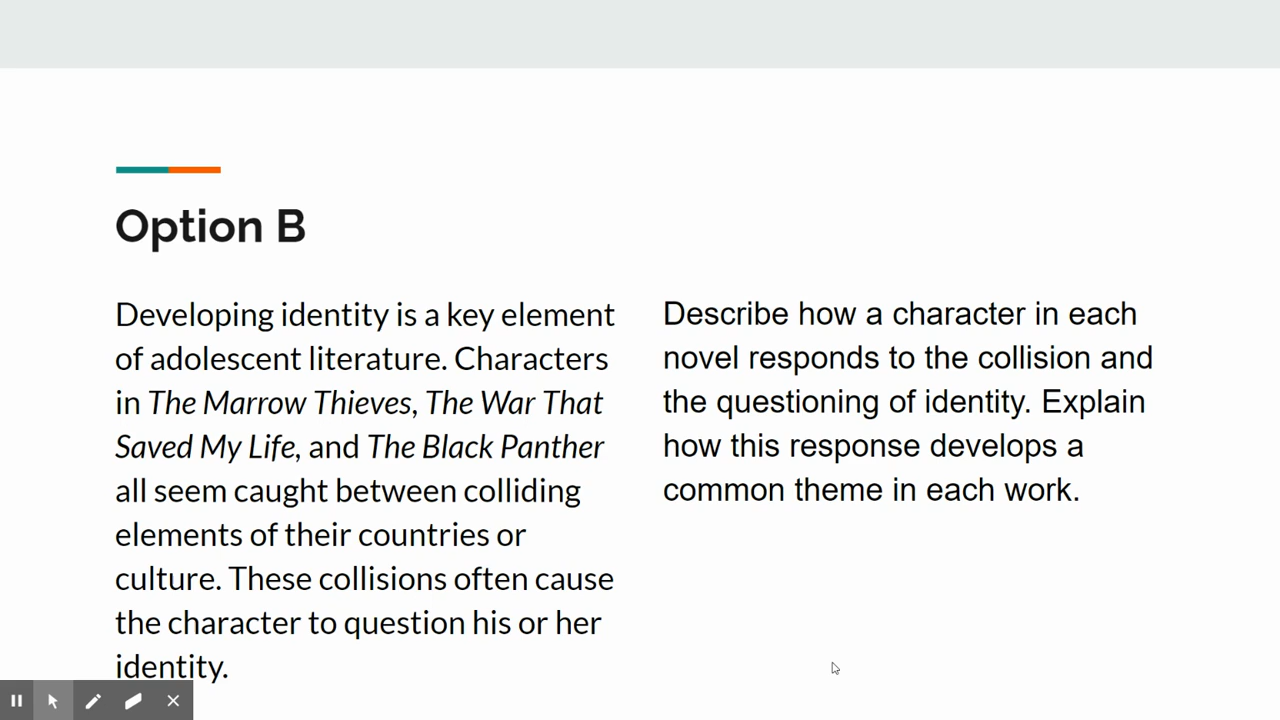 Option B
Developing identity is a key element
of adolescent literature. Characters
in The Marrow Thieves, The War That
Saved My Life, and The Black Panther
all seem caught between colliding
elements of their countries or
culture. These collisions often cause
the character to question his or her
identity.
Describe how a character in each
novel responds to the collision and
the questioning of identity. Explain
how this response develops a
common theme in each work.